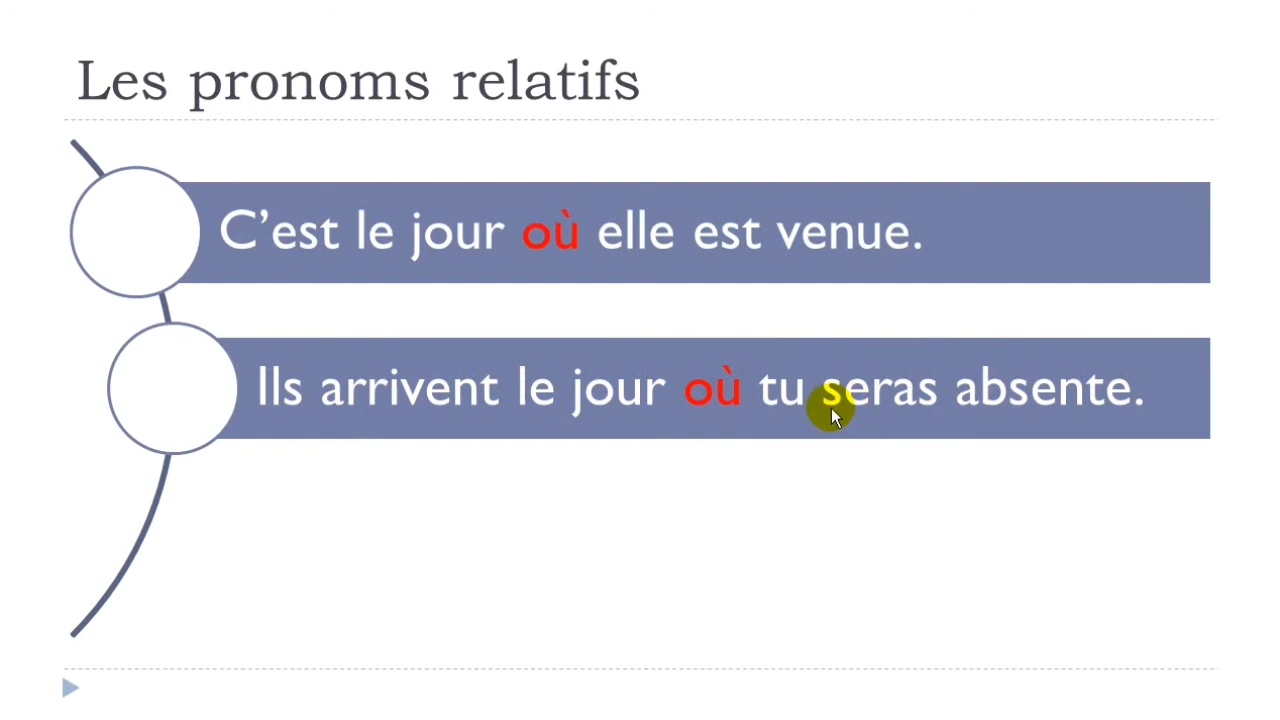 Les pronoms relatifs
C’est le jour où elle est venue.
Ils arrivent le jour où tu seras absente.